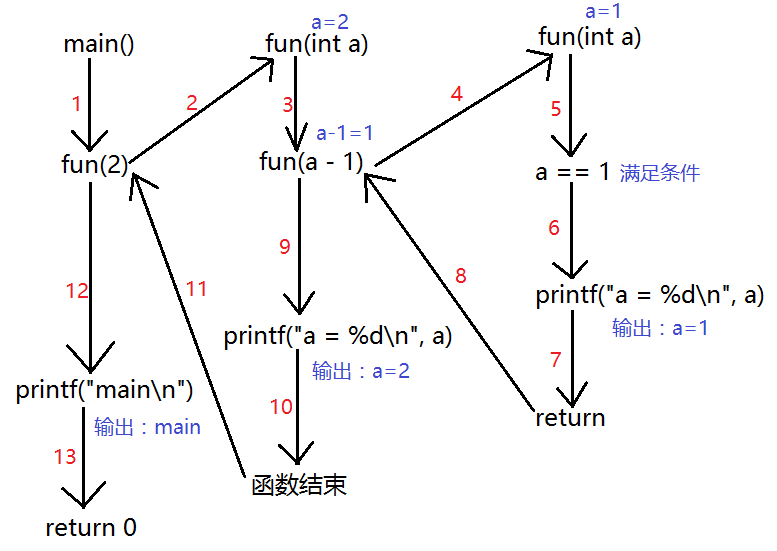 main()
1
fun(2)
2
a=2
fun(int a)
3
a-1=1
fun(a - 1)
4
a=1
fun(int a)
5
a == 1 满足条件
6
printf("a = %d\n", a)
输出：a=1
7
return
8
9
printf("a = %d\n", a)
输出：a=2
10
函数结束
11
12
printf("main\n")
输出：main
13
return 0